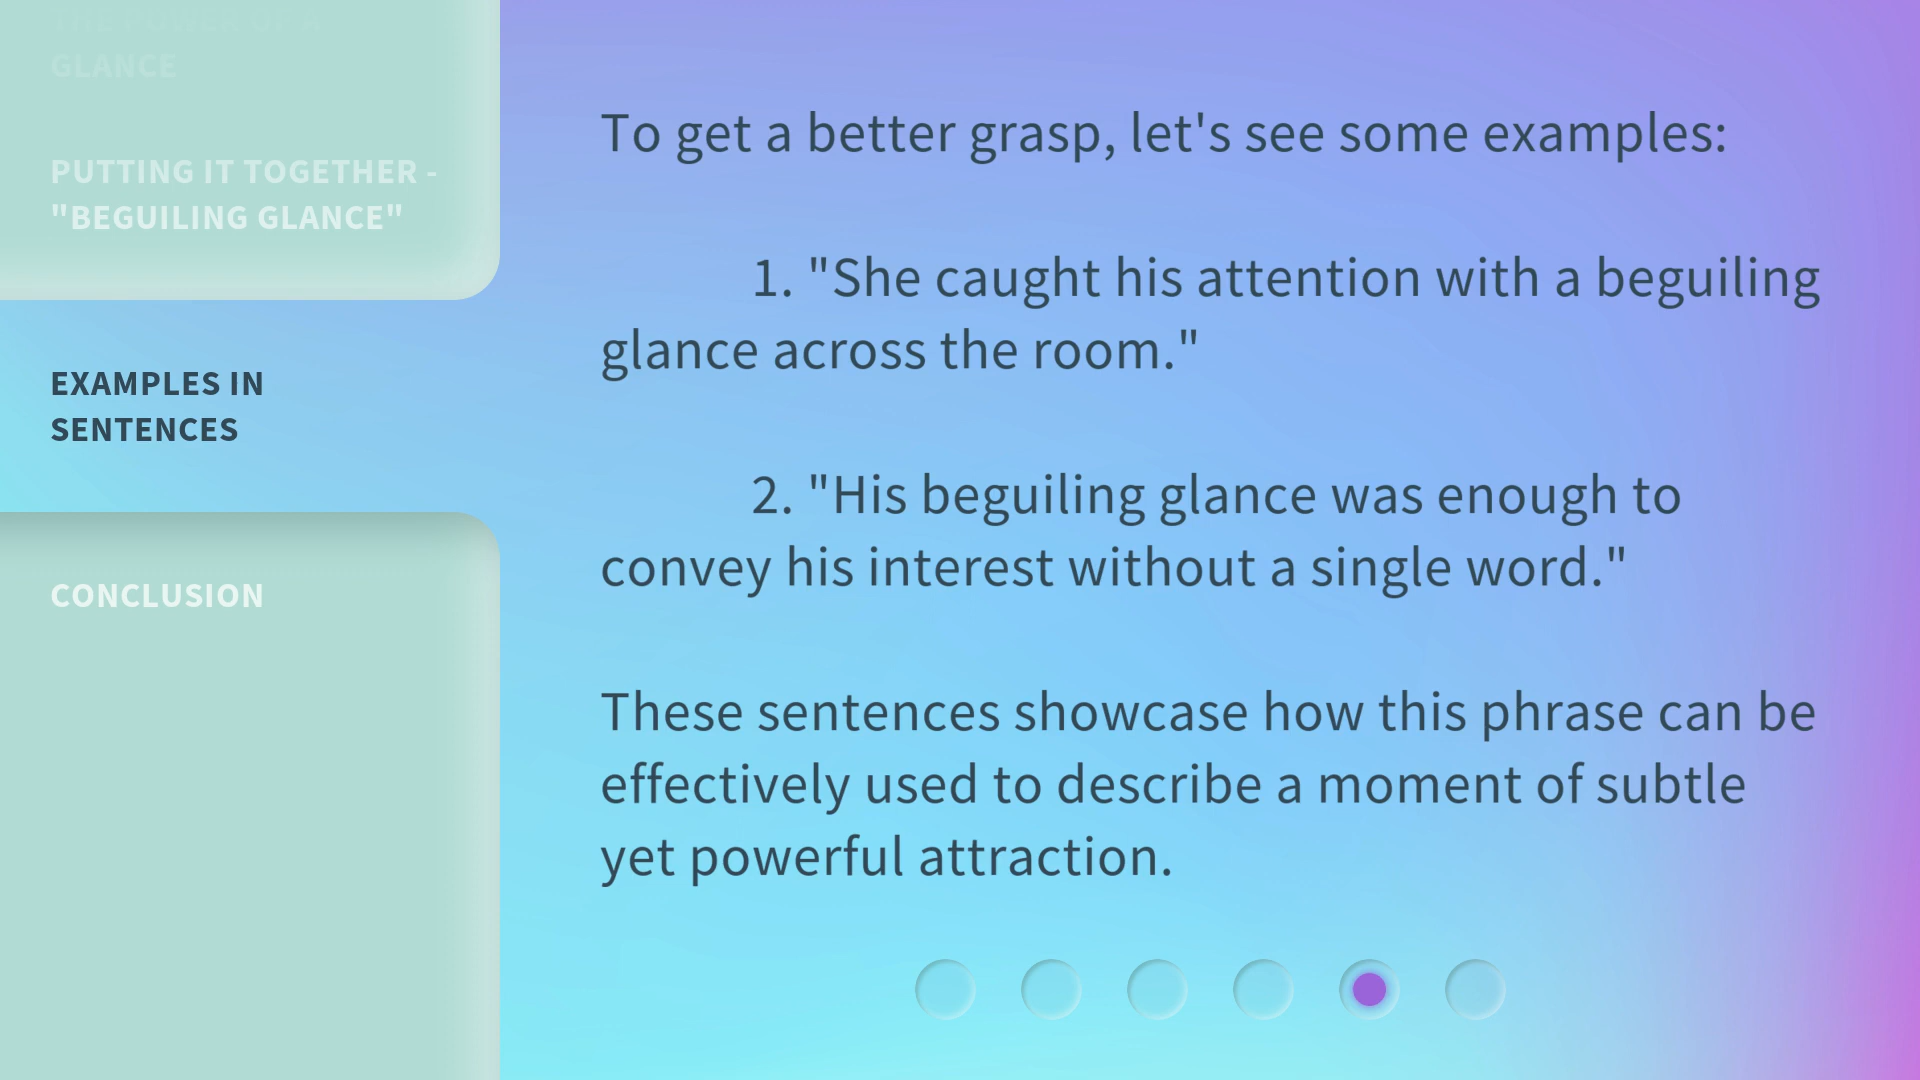 THE POWER OF A
GLANCE
PUTTING IT TOGETHER -
"BEGUILING GLANCE"
EXAMPLES IN
SENTENCES
CONCLUSION
To get a better grasp, let's see some examples:
1. "She caught his attention with a beguiling
glance across the room."
2. "His beguiling glance was enough to
convey his interest without a single word."
These sentences showcase how this phrase can be
effectively used to describe a moment of subtle
yet powerful attraction.